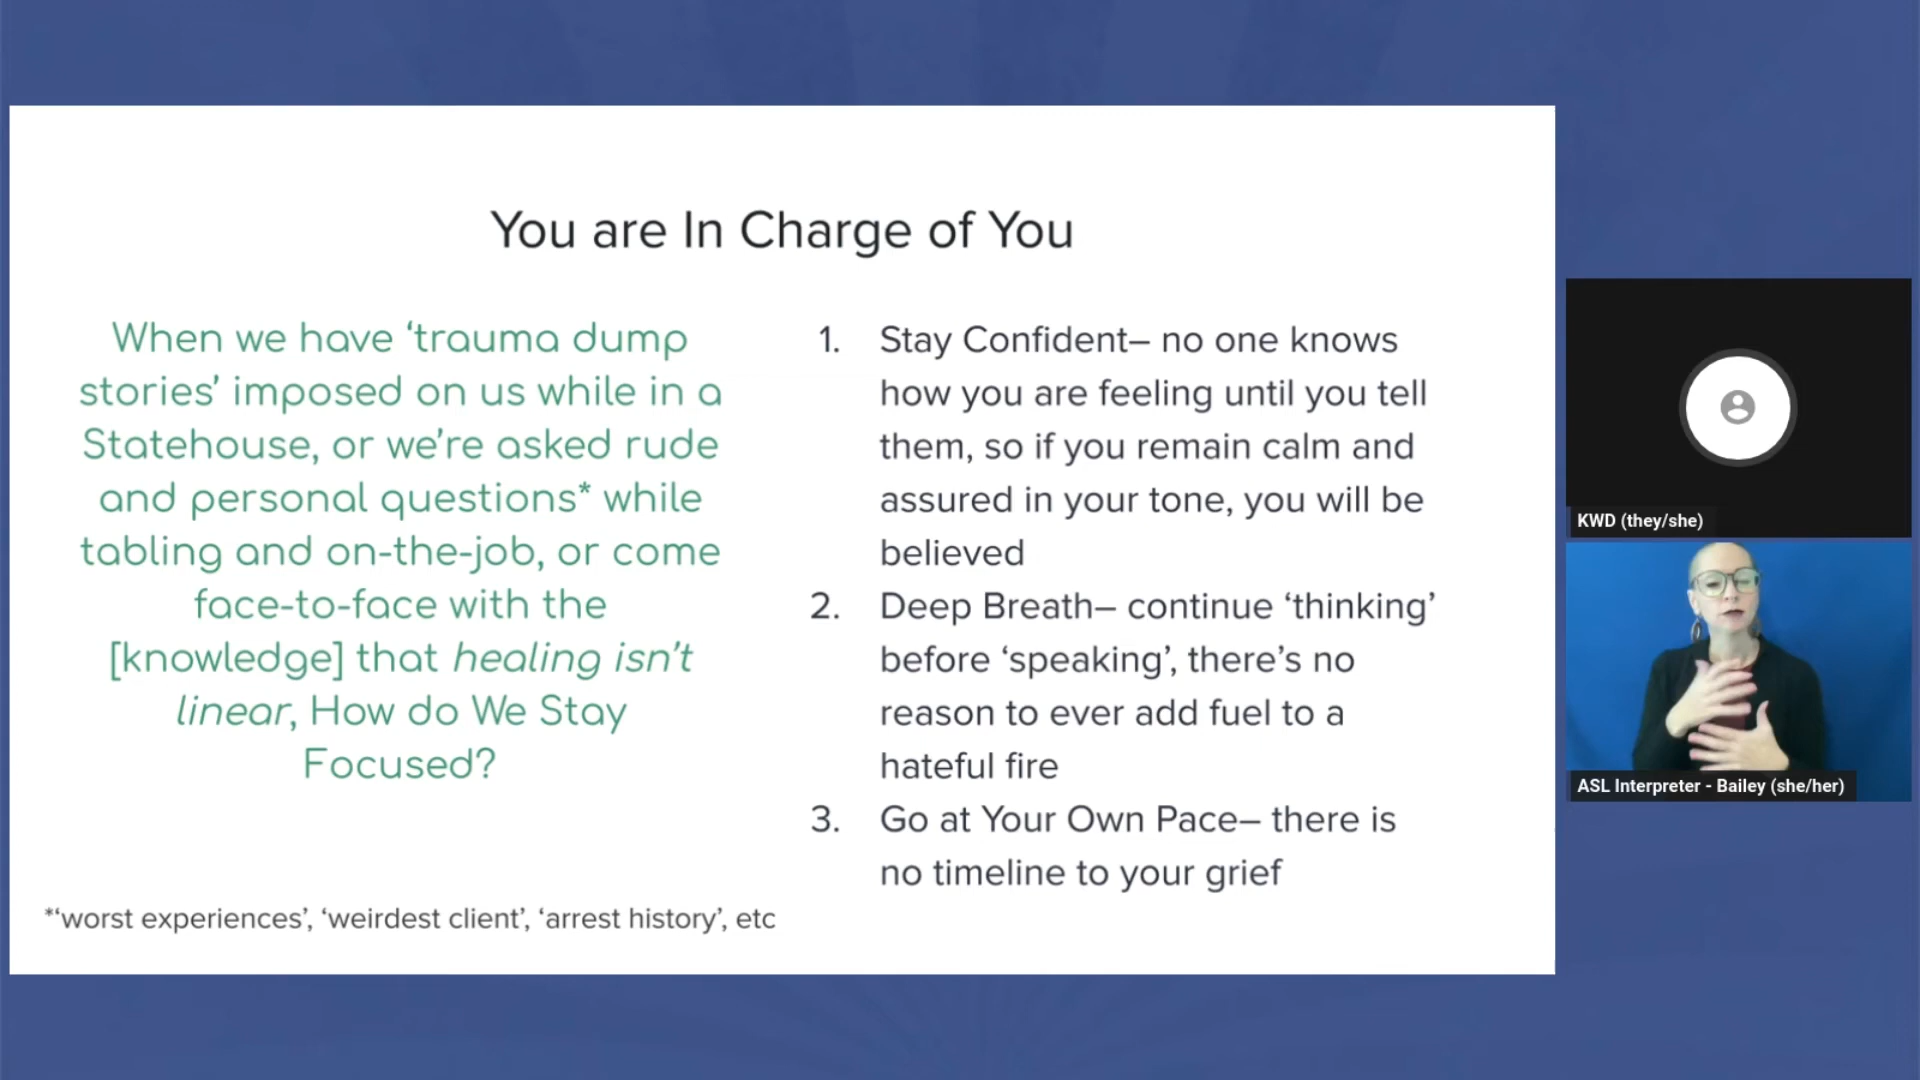 You are In Charge of You
When we have ‘trauma dump
stories’ imposed on us while in a
Statehouse, or we’re asked rude
and personal questions* while
tabling and on-the-job, or come
face-to-face with the
[knowledge] that healing isn’t
linear, How do We Stay
Focused?
*‘worst experiences’, ‘weirdest client’, ‘arrest history’, etc
1. Stay Confident– no one knows
how you are feeling until you tell
them, so if you remain calm and
assured in your tone, you will be
believed
2. Deep Breath– continue ‘thinking’
before ‘speaking’, there’s no
reason to ever add fuel to a
hateful fire
3. Go at Your Own Pace– there is
no timeline to your grief
KWD (they/she)
ASL Interpreter - Bailey (she/her)